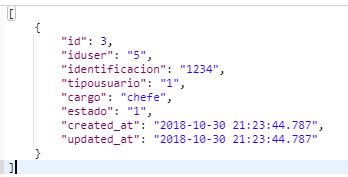 [
    {
        "id": 3,
        "iduser": "5",
        "identificacion": "1234",
        "tipousuario": "1",
        "cargo": "chefe",
        "estado": "1",
        "created_at": "2018-10-30 21:23:44.787",
        "updated_at": "2018-10-30 21:23:44.787"
    }
]